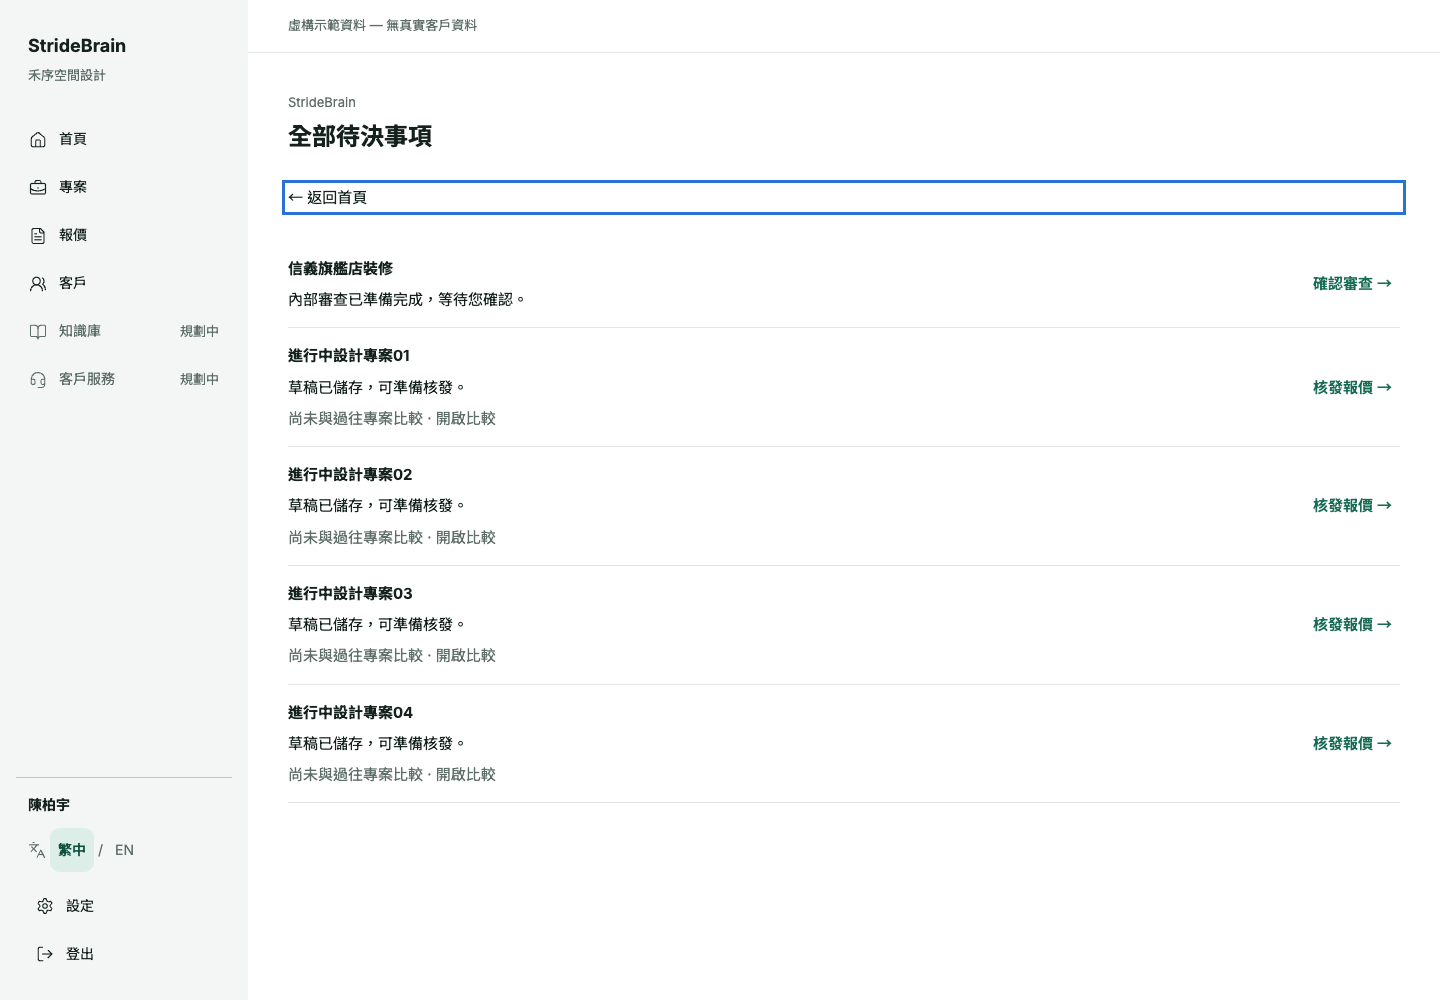 StrideBrain
禾序空間設計
首頁
專案
報價
客戶
知識庫 規劃中
客戶服務 規劃中
陳柏宇
繁中 / EN
設定
登出
虛構示範資料 — 無真實客戶資料
StrideBrain
全部待決事項
← 返回首頁
信義旗艦店裝修
內部審查已準備完成，等待您確認。
確認審查 →
進行中設計專案01
草稿已儲存，可準備核發。
尚未與過往專案比較 · 開啟比較
核發報價 →
進行中設計專案02
草稿已儲存，可準備核發。
尚未與過往專案比較 · 開啟比較
核發報價 →
進行中設計專案03
草稿已儲存，可準備核發。
尚未與過往專案比較 · 開啟比較
核發報價 →
進行中設計專案04
草稿已儲存，可準備核發。
尚未與過往專案比較 · 開啟比較
核發報價 →